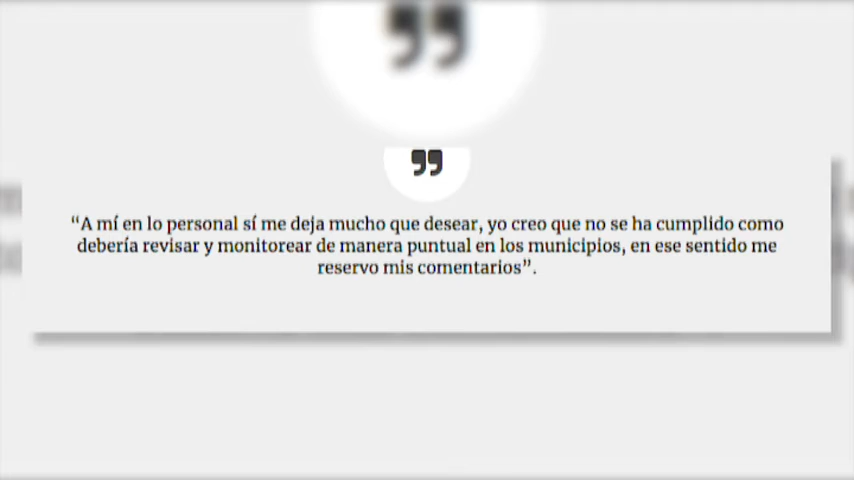 “A mí en lo personal sí me deja mucho que desear, yo creo que no se ha cumplido como
debería revisar y monitorear de manera puntual en los municipios, en ese sentido me
reservo mis comentarios”.